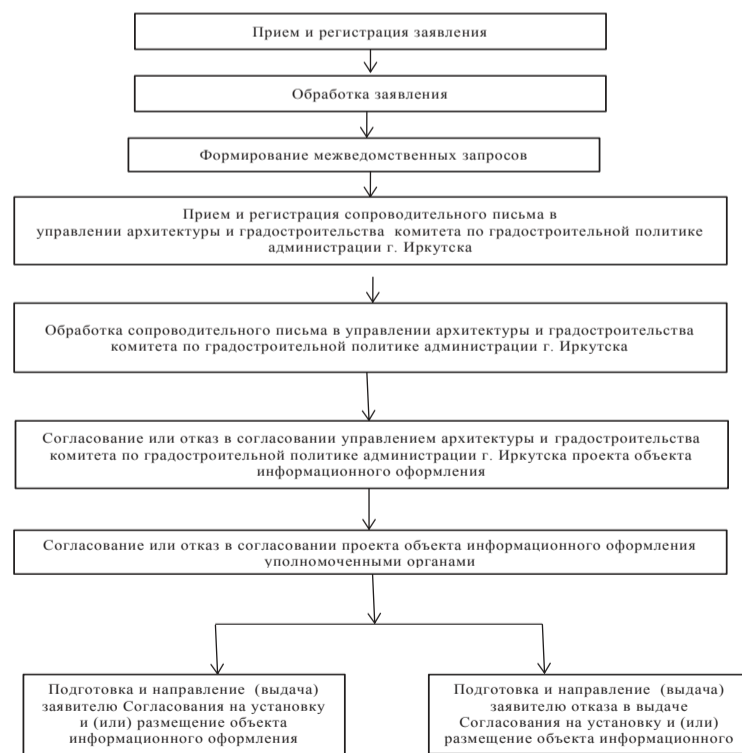 Прием и регистрация заявления
Обработка заявления
Формирование межведомственных запросов
Прием и регистрация сопроводительного письма в
управлении архитектуры и градостроительства комитета по градостроительной политике
администрации г. Иркутска
Обработка сопроводительного письма в управлении архитектуры и градостроительства
комитета по градостроительной политике администрации г. Иркутска
Согласование или отказ в согласовании управлением архитектуры и градостроительства
комитета по градостроительной политике администрации г. Иркутска проекта объекта
информационного оформления
Согласование или отказ в согласовании проекта объекта информационного оформления
уполномоченными органами
Подготовка и направление (выдача)
заявителю Согласования на установку
и (или) размещение объекта
информационного оформления
Подготовка и направление (выдача)
заявителю отказа в выдаче
Согласования на установку и (или)
размещение объекта информационного